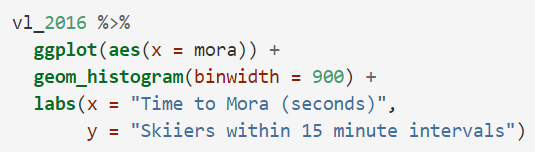 vl_2016 %>%
  ggplot(aes(x = mora)) +
  geom_histogram(binwidth = 900) +
  labs(x = "Time to Mora (seconds)",
       y = "Skiiers within 15 minute intervals")